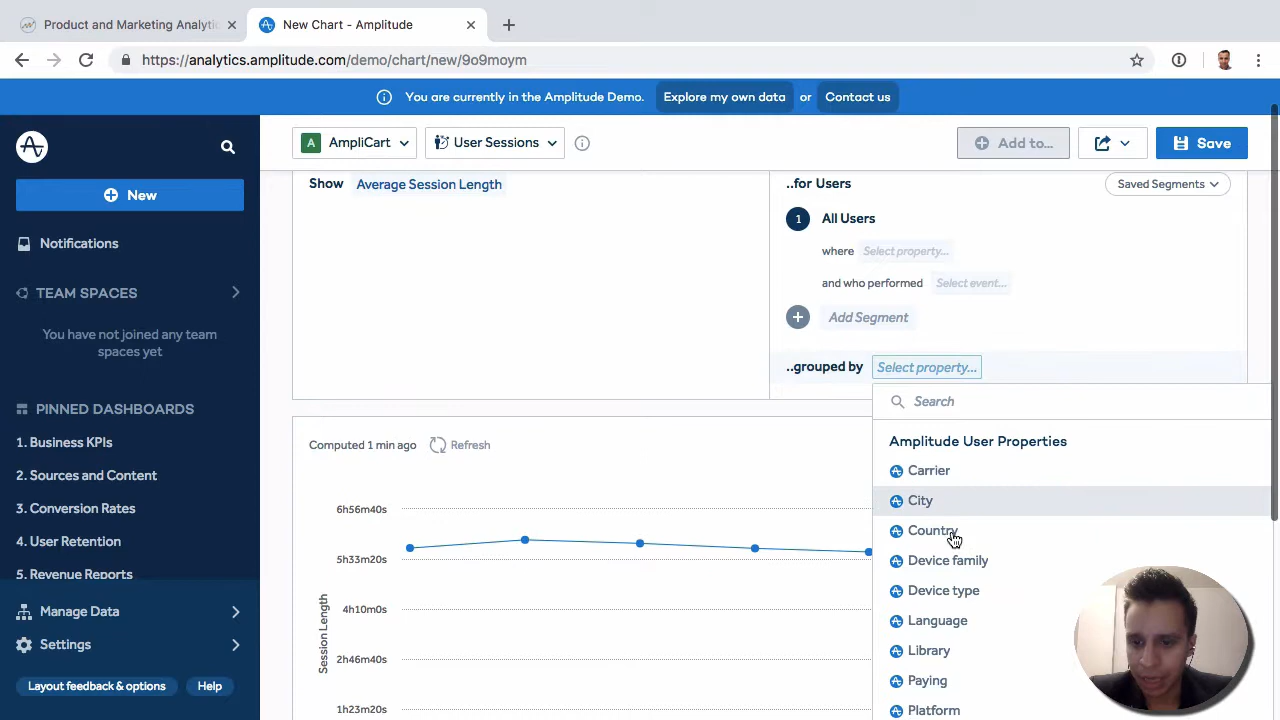 Product and Marketing Analytic
New Chart - Amplitude
https://analytics.amplitude.com/demo/chart/new/9o9moym
You are currently in the Amplitude Demo. Explore my own data or Contact us
New
Notifications
TEAM SPACES
You have not joined any team
spaces yet
PINNED DASHBOARDS
1. Business KPIs
2. Sources and Content
3. Conversion Rates
4. User Retention
5. Revenue Reports
Manage Data
Settings
Layout feedback & options
Help
A AmpliCart
User Sessions
Add to...
Save
Show Average Session Length
..for Users
Saved Segments
1 All Users
where Select property...
and who performed Select event...
Add Segment
..grouped by Select property...
Search
Amplitude User Properties
Carrier
City
Country
Device family
Device type
Language
Library
Paying
Platform
Computed 1 min ago Refresh
Session Length
6h56m40s
5h33m20s
4h10m0s
2h46m40s
1h23m20s